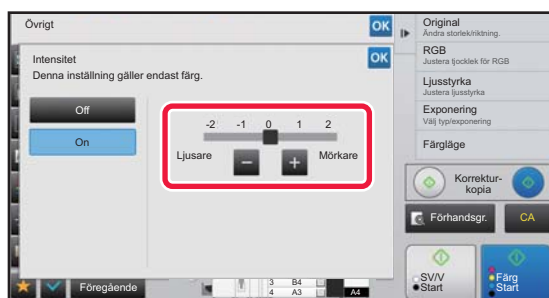 Övrigt
OK
Intensitet
Denna inställning gäller endast färg.
OK
Off
On
-2 -1 0 1 2
Ljusare
Mörkare
Föregående
3 B4
4 A3
A4
Original
Ändra storlek/riktning.
RGB
Justera tjocklek för RGB
Ljusstyrka
Justera ljusstyrka
Exponering
Välj typ/exponering
Färgläge
Korrektur-
kopia
Förhandsgr.
CA
SV/V
Start
Färg
Start